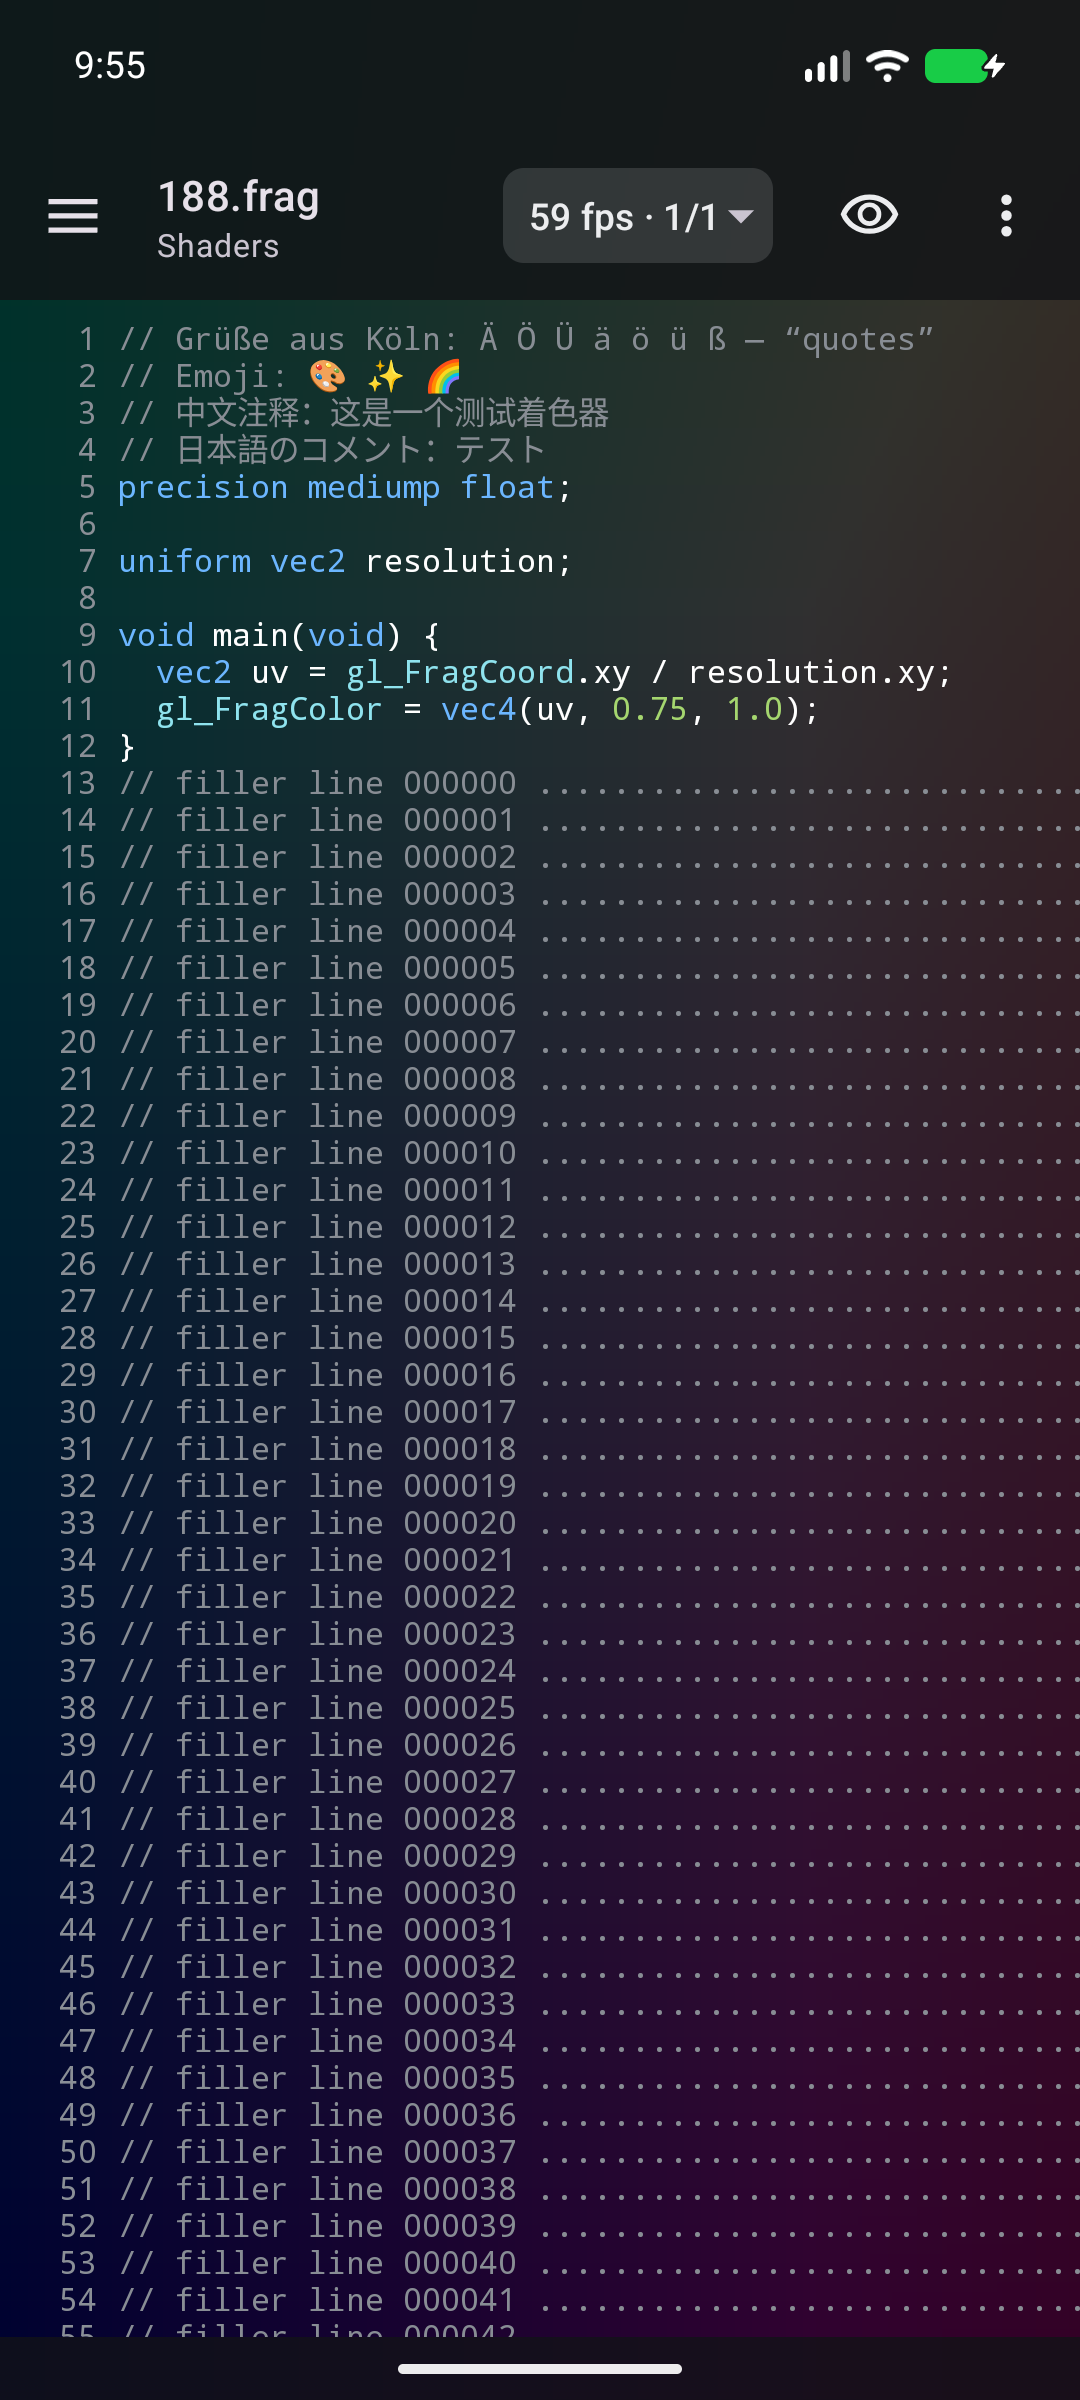 9:55
188.frag
Shaders
59 fps · 1/1
1 // Grüße aus Köln: Ä Ö Ü ä ö ü ß — “quotes”
2 // Emoji: 🎨 ✨ 🌈
3 // 中文注释：这是一个测试着色器
4 // 日本語のコメント：テスト
5 precision mediump float;
6
7 uniform vec2 resolution;
8
9 void main(void) {
10   vec2 uv = gl_FragCoord.xy / resolution.xy;
11   gl_FragColor = vec4(uv, 0.75, 1.0);
12 }
13 // filler line 000000 .............................
14 // filler line 000001 .............................
15 // filler line 000002 .............................
16 // filler line 000003 .............................
17 // filler line 000004 .............................
18 // filler line 000005 .............................
19 // filler line 000006 .............................
20 // filler line 000007 .............................
21 // filler line 000008 .............................
22 // filler line 000009 .............................
23 // filler line 000010 .............................
24 // filler line 000011 .............................
25 // filler line 000012 .............................
26 // filler line 000013 .............................
27 // filler line 000014 .............................
28 // filler line 000015 .............................
29 // filler line 000016 .............................
30 // filler line 000017 .............................
31 // filler line 000018 .............................
32 // filler line 000019 .............................
33 // filler line 000020 .............................
34 // filler line 000021 .............................
35 // filler line 000022 .............................
36 // filler line 000023 .............................
37 // filler line 000024 .............................
38 // filler line 000025 .............................
39 // filler line 000026 .............................
40 // filler line 000027 .............................
41 // filler line 000028 .............................
42 // filler line 000029 .............................
43 // filler line 000030 .............................
44 // filler line 000031 .............................
45 // filler line 000032 .............................
46 // filler line 000033 .............................
47 // filler line 000034 .............................
48 // filler line 000035 .............................
49 // filler line 000036 .............................
50 // filler line 000037 .............................
51 // filler line 000038 .............................
52 // filler line 000039 .............................
53 // filler line 000040 .............................
54 // filler line 000041 .............................
55 // filler line 000042